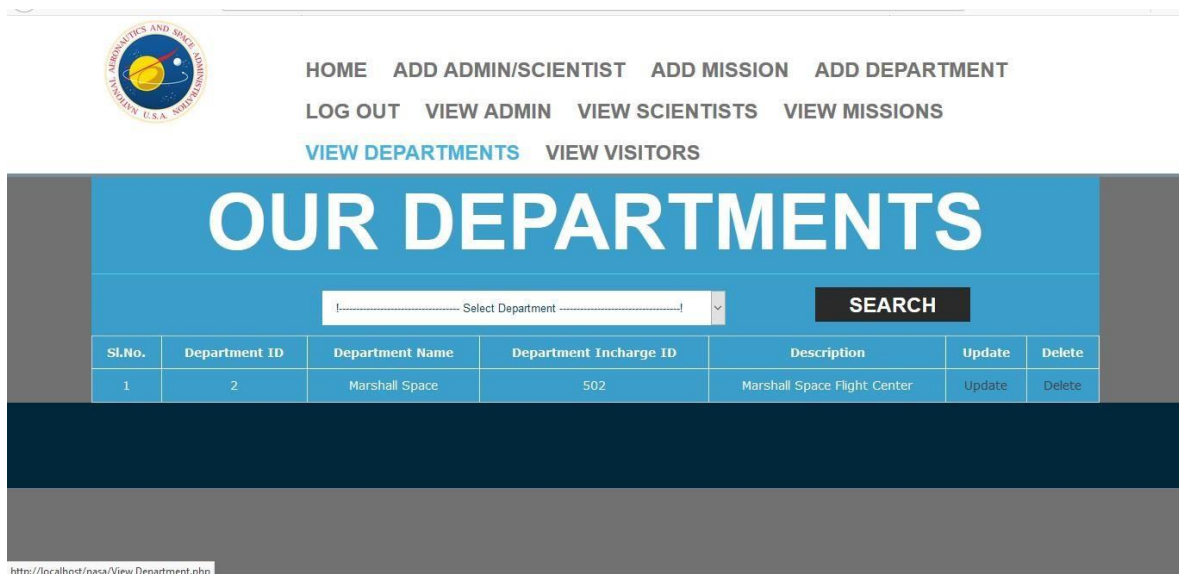 NATIONAL AERONAUTICS AND SPACE ADMINISTRATION
U.S.A.
HOME ADD ADMIN/SCIENTIST ADD MISSION ADD DEPARTMENT
LOG OUT VIEW ADMIN VIEW SCIENTISTS VIEW MISSIONS
VIEW DEPARTMENTS VIEW VISITORS
OUR DEPARTMENTS
!----------------------------------- Select Department -----------------------------------! SEARCH
Sl.No. Department ID Department Name Department Incharge ID Description Update Delete
1 2 Marshall Space 502 Marshall Space Flight Center Update Delete
http://localhost/nasa/View Department.php